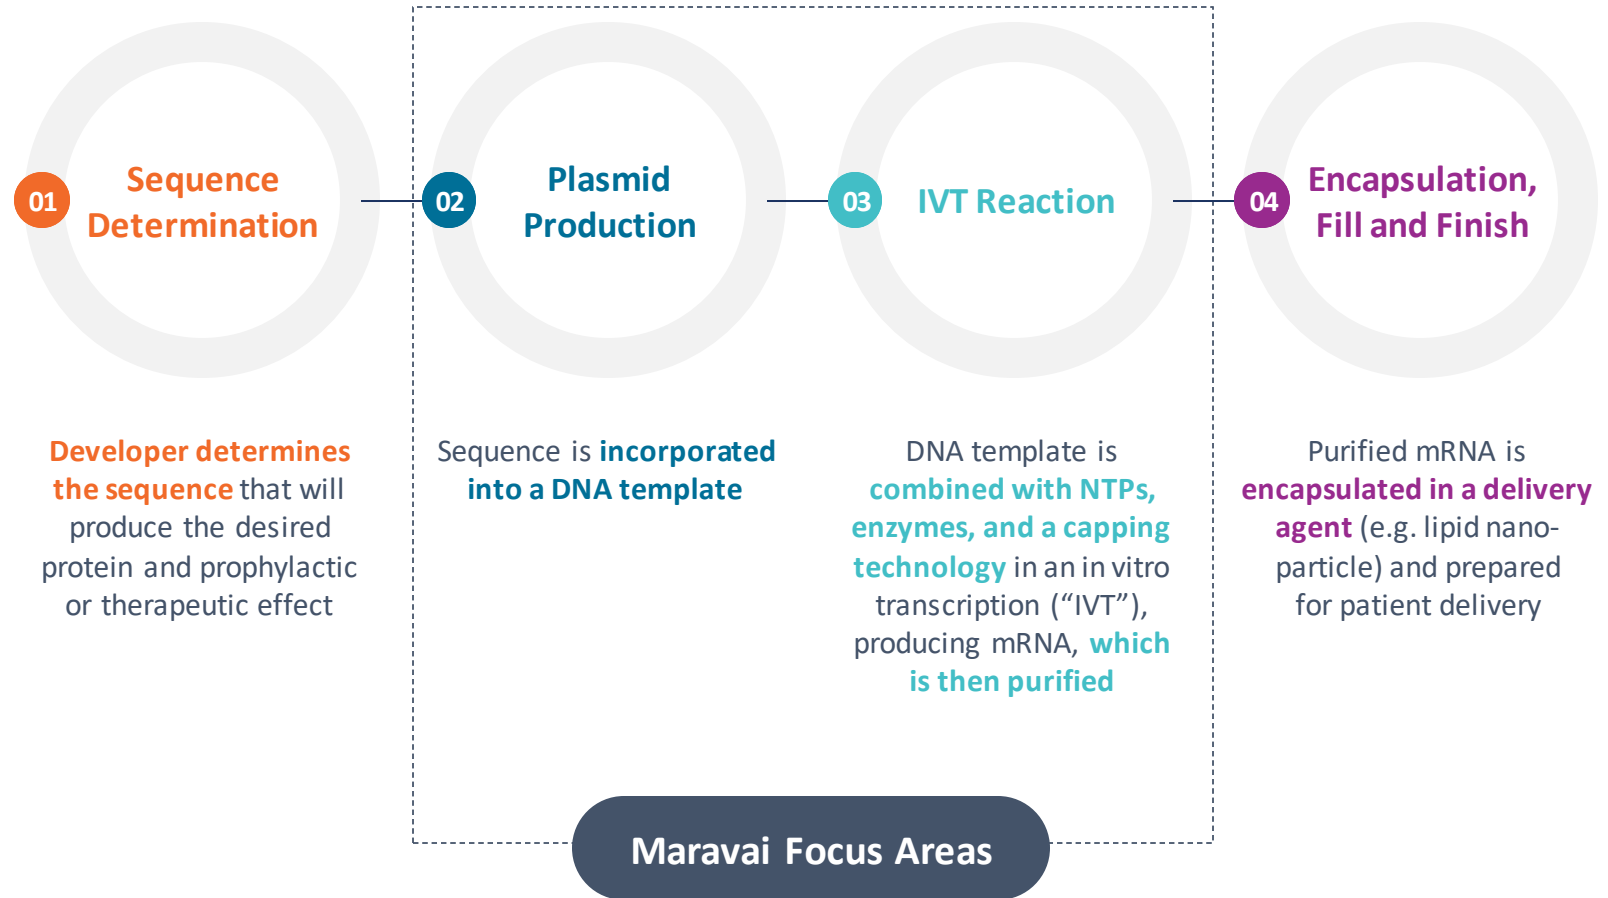 01
Sequence
Determination
02
Plasmid
Production
03
IVT Reaction
04
Encapsulation,
Fill and Finish
Developer determines
the sequence that will
produce the desired
protein and prophylactic
or therapeutic effect
Sequence is incorporated
into a DNA template
DNA template is
combined with NTPs,
enzymes, and a capping
technology in an in vitro
transcription (“IVT”),
producing mRNA, which
is then purified
Purified mRNA is
encapsulated in a delivery
agent (e.g. lipid nano-
particle) and prepared
for patient delivery
Maravai Focus Areas